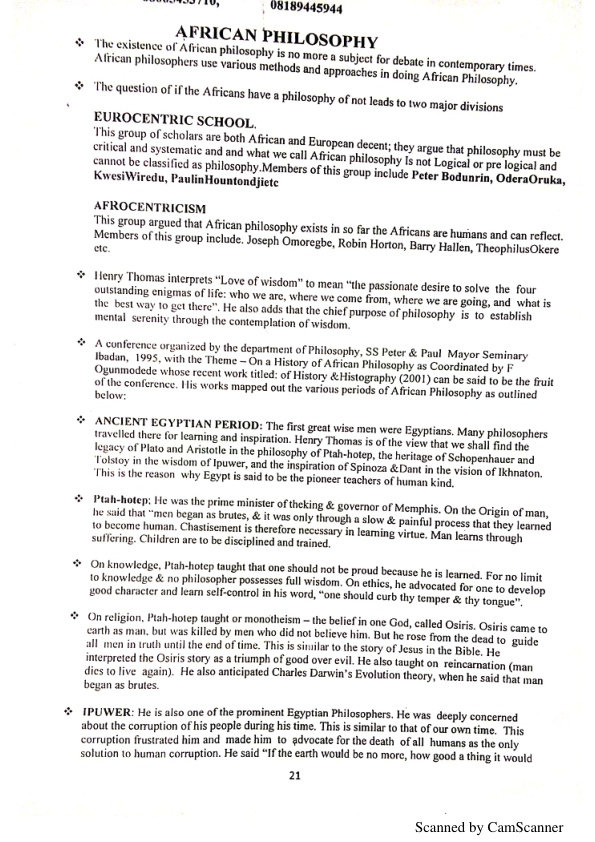 08189445944
AFRICAN PHILOSOPHY
❖ The existence of African philosophy is no more a subject for debate in contemporary times.
African philosophers use various methods and approaches in doing African Philosophy.
❖ The question of if the Africans have a philosophy of not leads to two major divisions
EUROCENTRIC SCHOOL.
This group of scholars are both African and European decent; they argue that philosophy must be
critical and systematic and and what we call African philosophy Is not Logical or pre logical and
cannot be classified as philosophy.Members of this group include Peter Bodunrin, OderaOruka,
KwesiWiredu, PaulinHountondjietc
AFROCENTRICISM
This group argued that African philosophy exists in so far the Africans are humans and can reflect.
Members of this group include. Joseph Omoregbe, Robin Horton, Barry Hallen, TheophilusOkere
etc.
❖ Henry Thomas interprets “Love of wisdom” to mean “the passionate desire to solve the four
outstanding enigmas of life: who we are, where we come from, where we are going, and what is
the best way to get there”. He also adds that the chief purpose of philosophy is to establish
mental serenity through the contemplation of wisdom.
❖ A conference organized by the department of Philosophy, SS Peter & Paul Mayor Seminary
Ibadan, 1995, with the Theme – On a History of African Philosophy as Coordinated by F
Ogunmodede whose recent work titled: of History &Histography (2001) can be said to be the fruit
of the conference. His works mapped out the various periods of African Philosophy as outlined
below:
❖ ANCIENT EGYPTIAN PERIOD: The first great wise men were Egyptians. Many philosophers
travelled there for learning and inspiration. Henry Thomas is of the view that we shall find the
legacy of Plato and Aristotle in the philosophy of Ptah-hotep, the heritage of Schopenhauer and
Tolstoy in the wisdom of Ipuwer, and the inspiration of Spinoza &Dant in the vision of Ikhnaton.
This is the reason why Egypt is said to be the pioneer teachers of human kind.
❖ Ptah-hotep: He was the prime minister of theking & governor of Memphis. On the Origin of man,
he said that “men began as brutes, & it was only through a slow & painful process that they learned
to become human. Chastisement is therefore necessary in learning virtue. Man learns through
suffering. Children are to be disciplined and trained.
❖ On knowledge, Ptah-hotep taught that one should not be proud because he is learned. For no limit
to knowledge & no philosopher possesses full wisdom. On ethics, he advocated for one to develop
good character and learn self-control in his word, “one should curb thy temper & thy tongue”.
❖ On religion, Ptah-hotep taught or monotheism – the belief in one God, called Osiris. Osiris came to
earth as man, but was killed by men who did not believe him. But he rose from the dead to guide
all men in truth until the end of time. This is similar to the story of Jesus in the Bible. He
interpreted the Osiris story as a triumph of good over evil. He also taught on reincarnation (man
dies to live again). He also anticipated Charles Darwin’s Evolution theory, when he said that man
began as brutes.
❖ IPUWER: He is also one of the prominent Egyptian Philosophers. He was deeply concerned
about the corruption of his people during his time. This is similar to that of our own time. This
corruption frustrated him and made him to advocate for the death of all humans as the only
solution to human corruption. He said “If the earth would be no more, how good a thing it would
21
Scanned by CamScanner